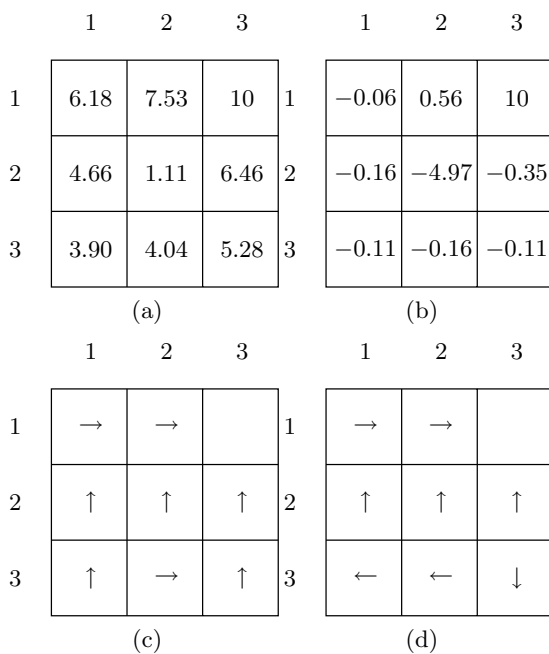 1 2 3
1 6.18 7.53 10
2 4.66 1.11 6.46
3 3.90 4.04 5.28
(a)
1 2 3
1 −0.06 0.56 10
2 −0.16 −4.97 −0.35
3 −0.11 −0.16 −0.11
(b)
1 2 3
1 → →
2 ↑ ↑ ↑
3 ↑ → ↑
(c)
1 2 3
1 → →
2 ↑ ↑ ↑
3 ← ← ↓
(d)